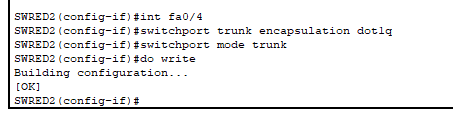 SWRED2(config-if)#int fa0/4
SWRED2(config-if)#switchport trunk encapsulation dot1q
SWRED2(config-if)#switchport mode trunk
SWRED2(config-if)#do write
Building configuration...
[OK]
SWRED2(config-if)#